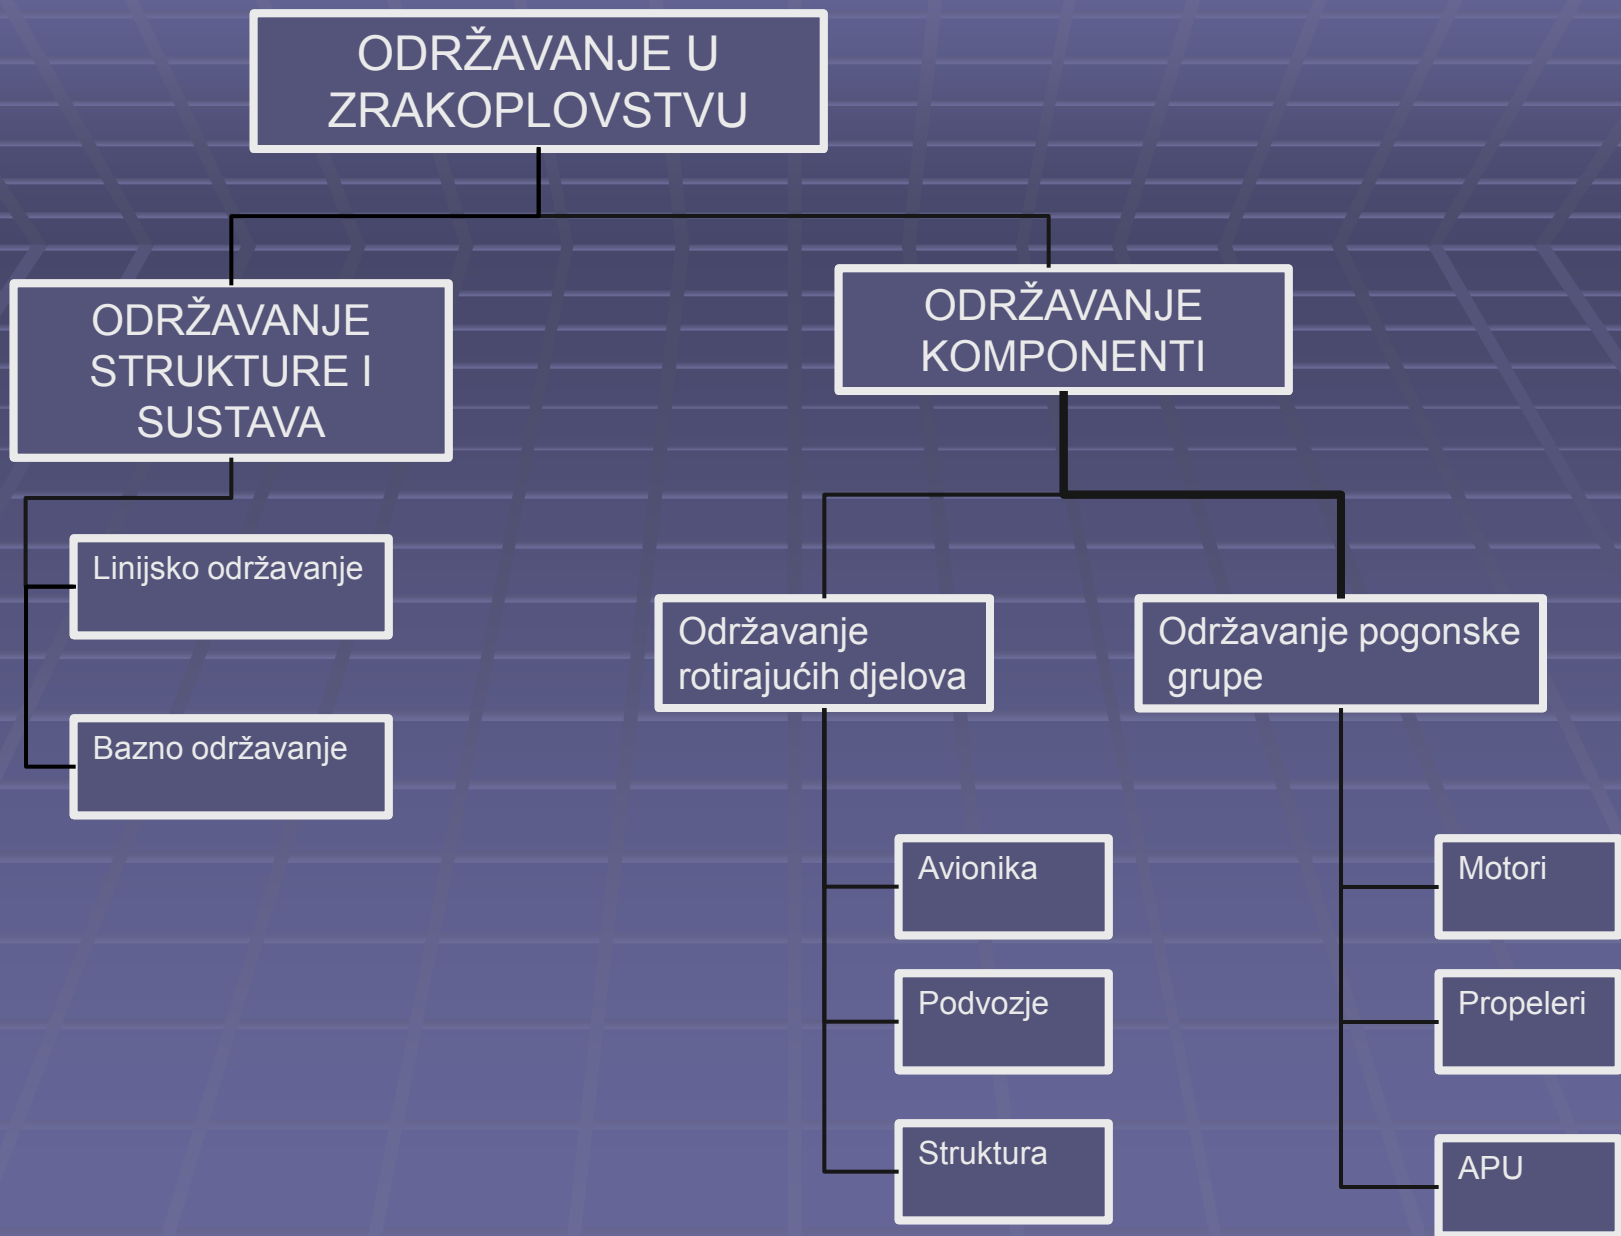 ODRŽAVANJE U
ZRAKOPLOVSTVU
ODRŽAVANJE
STRUKTURE I
SUSTAVA
ODRŽAVANJE
KOMPONENTI
Linijsko održavanje
Bazno održavanje
Održavanje
rotirajućih djelova
Održavanje pogonske
grupe
Avionika
Podvozje
Struktura
Motori
Propeleri
APU